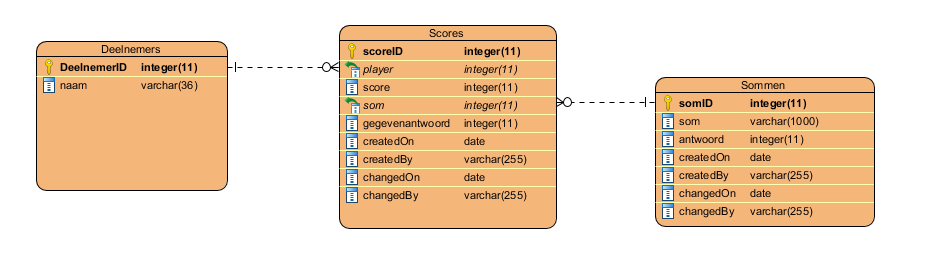 Deelnemers
DeelnemerID integer(11)
naam varchar(36)
Scores
scoreID integer(11)
player integer(11)
score integer(11)
som integer(11)
gegevenantwoord integer(11)
createdOn date
createdBy varchar(255)
changedOn date
changedBy varchar(255)
Sommen
somID integer(11)
som varchar(1000)
antwoord integer(11)
createdOn date
createdBy varchar(255)
changedOn date
changedBy varchar(255)